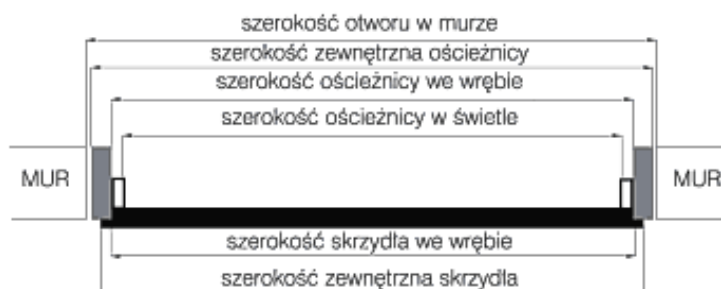 szerokość otworu w murze
szerokość zewnętrzna ościeżnicy
szerokość ościeżnicy we wrębie
szerokość ościeżnicy w świetle
MUR
MUR
szerokość skrzydła we wrębie
szerokość zewnętrzna skrzydła